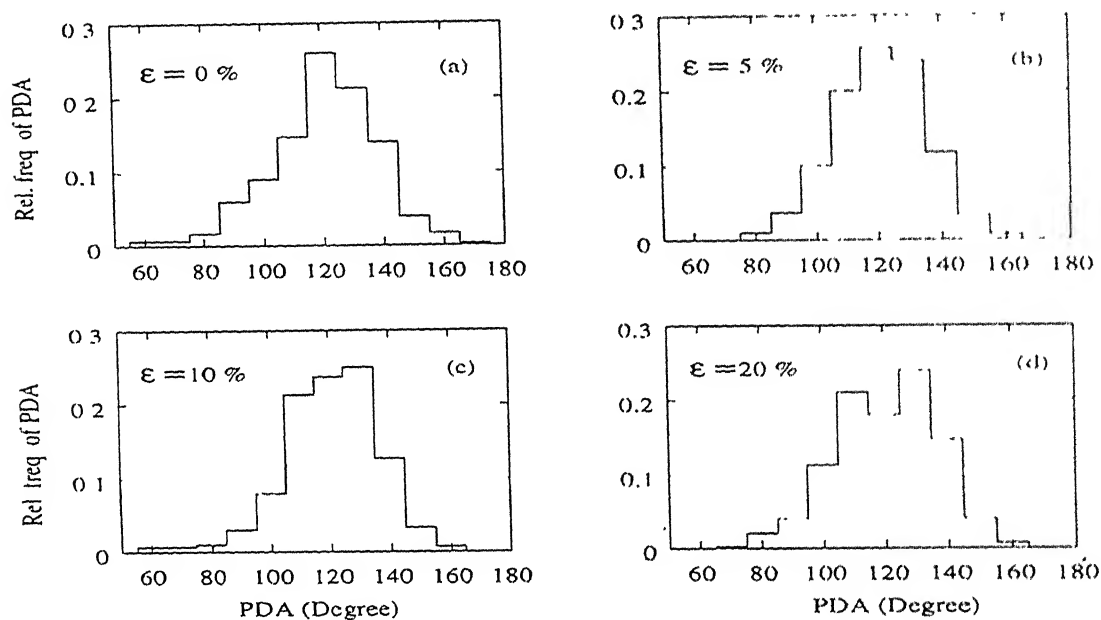 0 3
0.2
0.1
0
ε = 0 %
(a)
60 80 100 120 140 160 180
Rel. freq of PDA
0.3
0.2
0.1
0
ε = 5 %
(b)
60 80 100 120 140 160 180
0 3
0 2
0 1
0
ε = 10 %
(c)
60 80 100 120 140 160 180
Rel freq of PDA
PDA (Degree)
0.3
0.2
0.1
0
ε = 20 %
(d)
60 80 100 120 140 160 180
PDA (Degree)